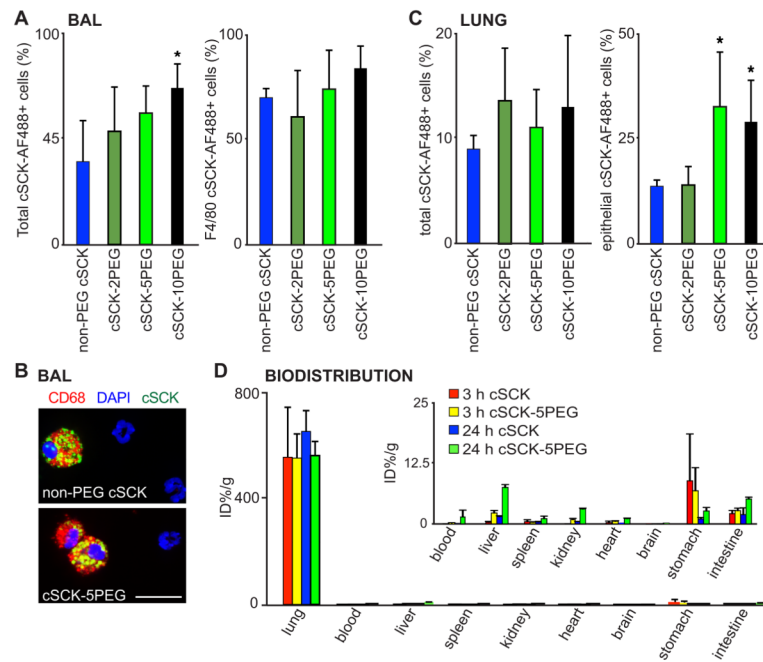 A BAL
Total cSCK-AF488+ cells (%)
100
45
0
*
non-PEG cSCK
cSCK-2PEG
cSCK-5PEG
cSCK-10PEG
F4/80 cSCK-AF488+ cells (%)
100
50
0
non-PEG cSCK
cSCK-2PEG
cSCK-5PEG
cSCK-10PEG
C LUNG
total cSCK-AF488+ cells (%)
20
10
0
non-PEG cSCK
cSCK-2PEG
cSCK-5PEG
cSCK-10PEG
epithelial cSCK-AF488+ cells (%)
50
25
0
* *
non-PEG cSCK
cSCK-2PEG
cSCK-5PEG
cSCK-10PEG
B BAL
CD68 DAPI cSCK
non-PEG cSCK
cSCK-5PEG
D BIODISTRIBUTION
ID%/g
800
400
0
lung
blood
liver
spleen
kidney
heart
brain
stomach
intestine
ID%/g
25
12.5
0
3 h cSCK
3 h cSCK-5PEG
24 h cSCK
24 h cSCK-5PEG
blood
liver
spleen
kidney
heart
brain
stomach
intestine